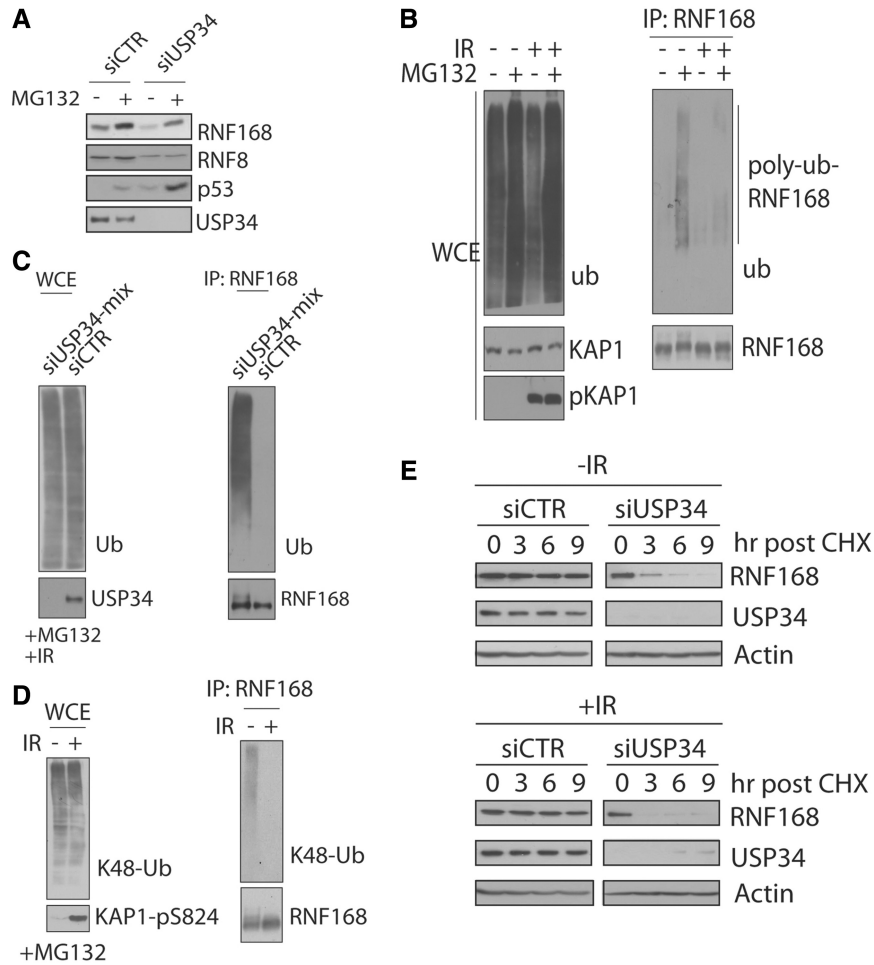 A
siCTR siUSP34
MG132 - + - +
RNF168
RNF8
p53
USP34
B
IP: RNF168
IR - - + + - - + +
MG132 - + - + - + - +
WCE
ub
KAP1
pKAP1
poly-ub-
RNF168
ub
RNF168
C
WCE
siUSP34-mix
siCTR
Ub
USP34
+MG132
+IR
IP: RNF168
siUSP34-mix
siCTR
Ub
RNF168
D
WCE
IR - +
K48-Ub
KAP1-pS824
+MG132
IP: RNF168
IR - +
K48-Ub
RNF168
E
-IR
siCTR siUSP34
0 3 6 9 0 3 6 9 hr post CHX
RNF168
USP34
Actin
+IR
siCTR siUSP34
0 3 6 9 0 3 6 9 hr post CHX
RNF168
USP34
Actin